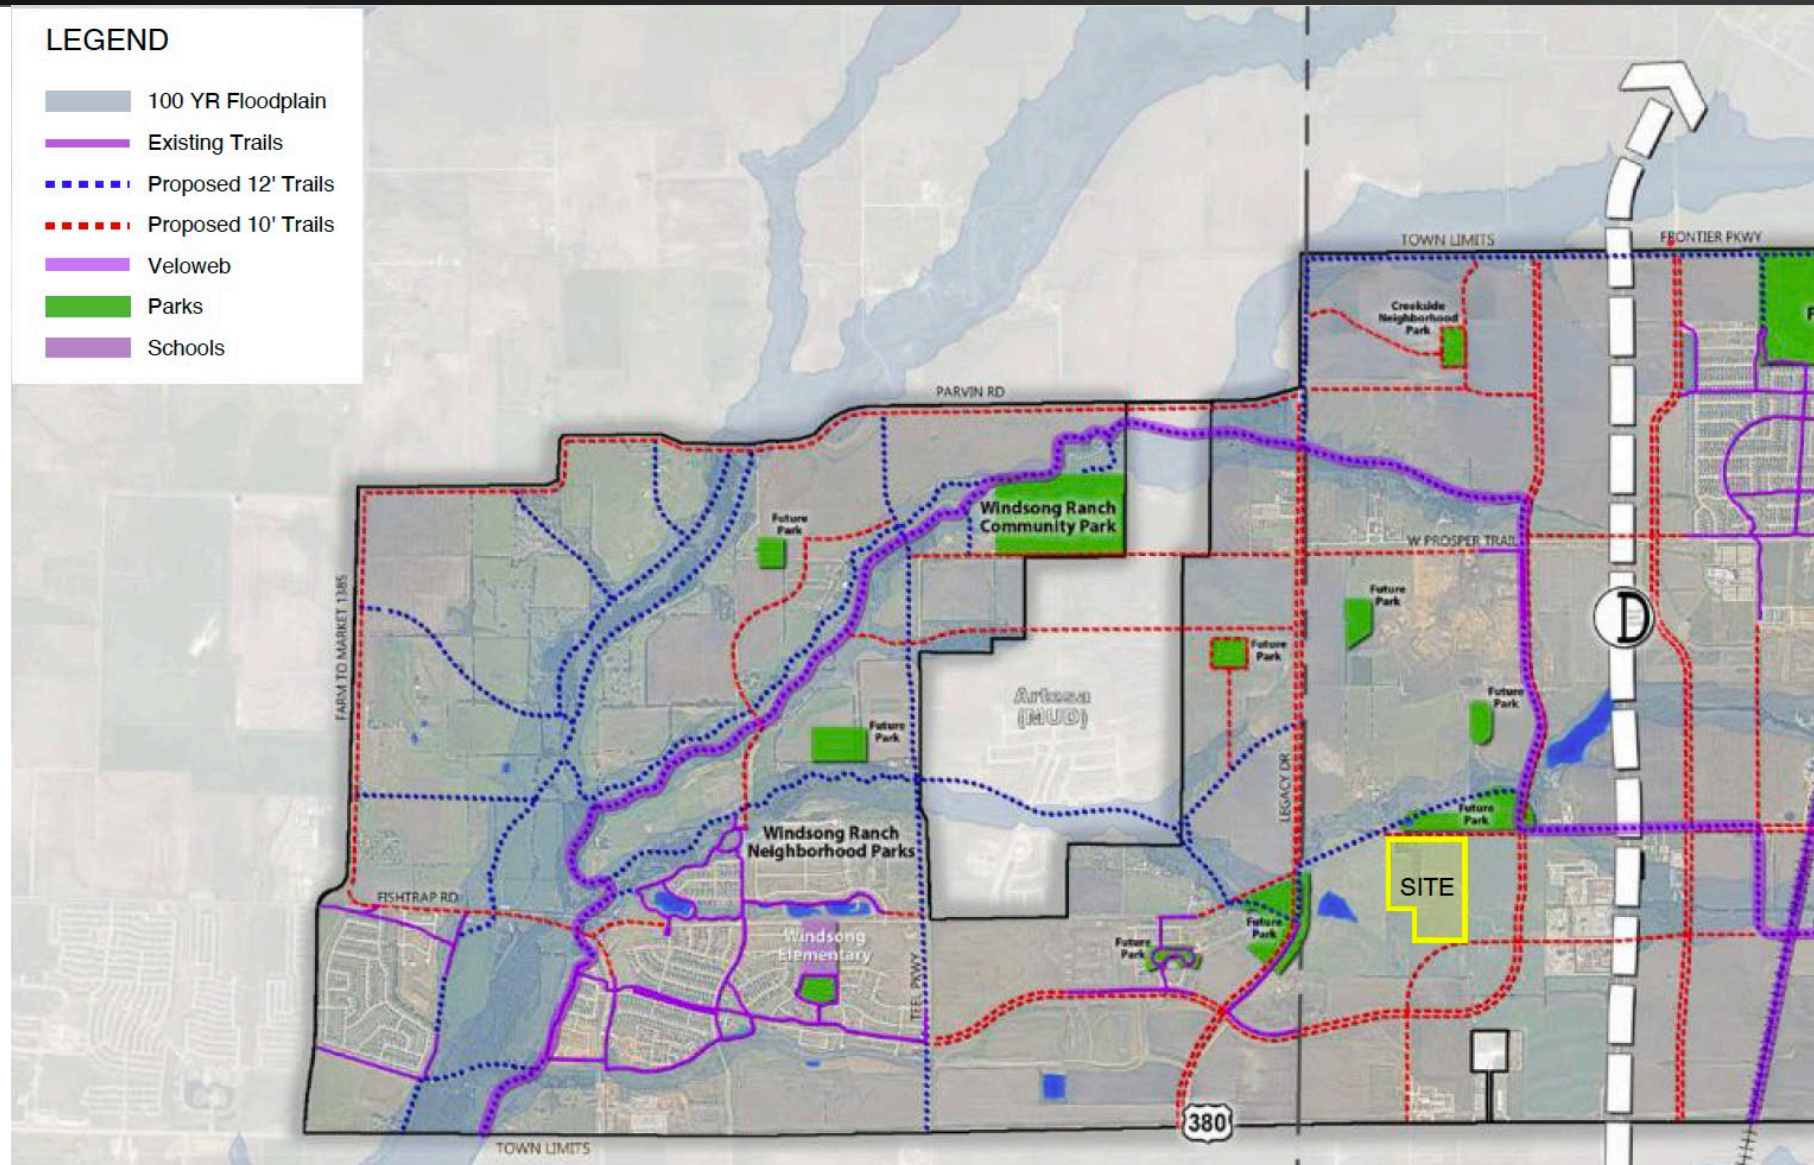 LEGEND
100 YR Floodplain
Existing Trails
Proposed 12' Trails
Proposed 10' Trails
Veloweb
Parks
Schools
TOWN LIMITS
FRONTIER PKWY
Creekside
Neighborhood
Park
PARVIN RD
Windsong Ranch
Community Park
Future
Park
W PROSPER TRAIL
Future
Park
FARM TO MARKET 1385
D
Future
Park
Future
Park
Artesa
(MUD)
Future
Park
LEGACY DR
Future
Park
Windsong Ranch
Neighborhood Parks
SITE
FISHTRAP RD
Windsong
Elementary
Future
Park
Future
Park
TEEL PKWY
380
TOWN LIMITS